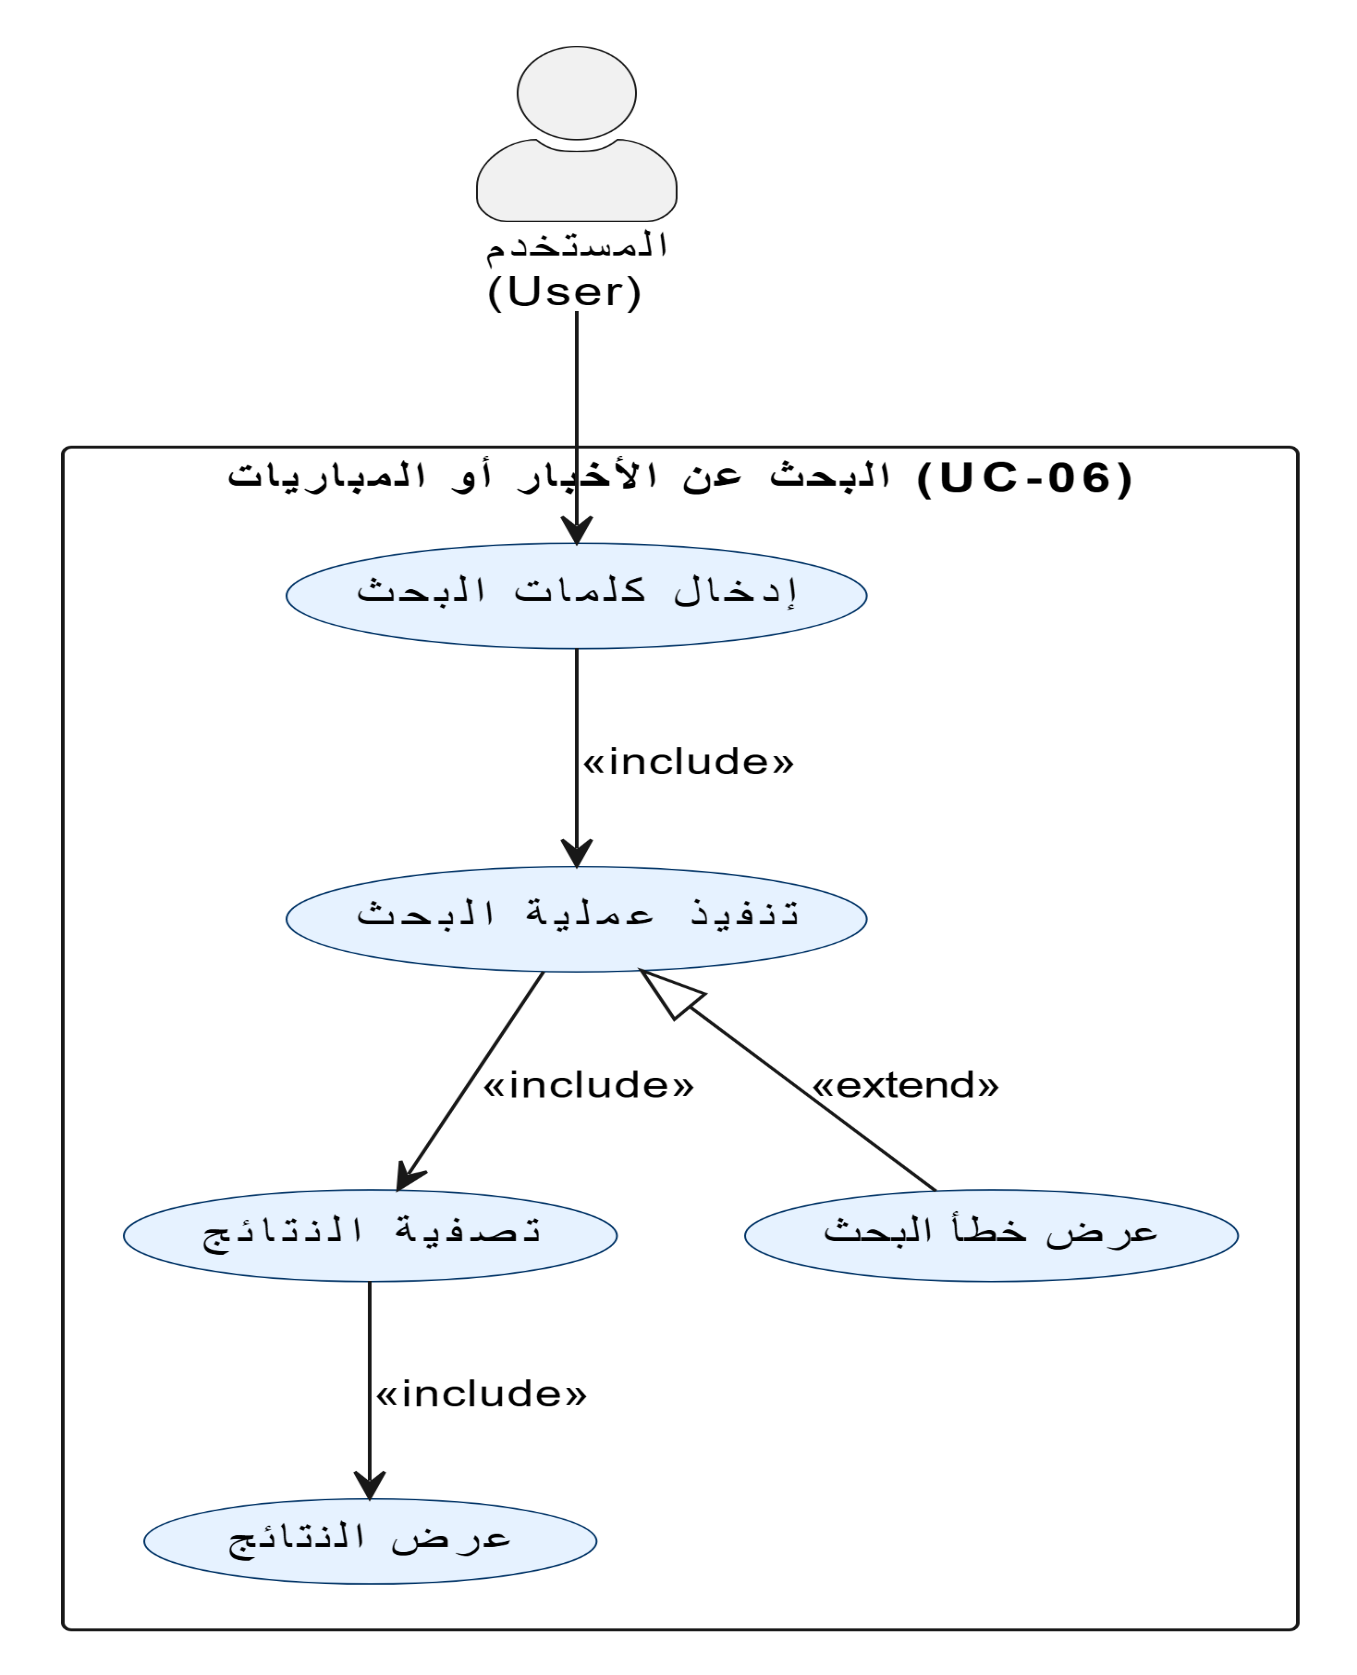 المستخدم
(User)
البحث عن الأخبار أو المباريات (UC-06)
إدخال كلمات البحث
«include»
تنفيذ عملية البحث
«include»
«extend»
تصفية النتائج
عرض خطأ البحث
«include»
عرض النتائج